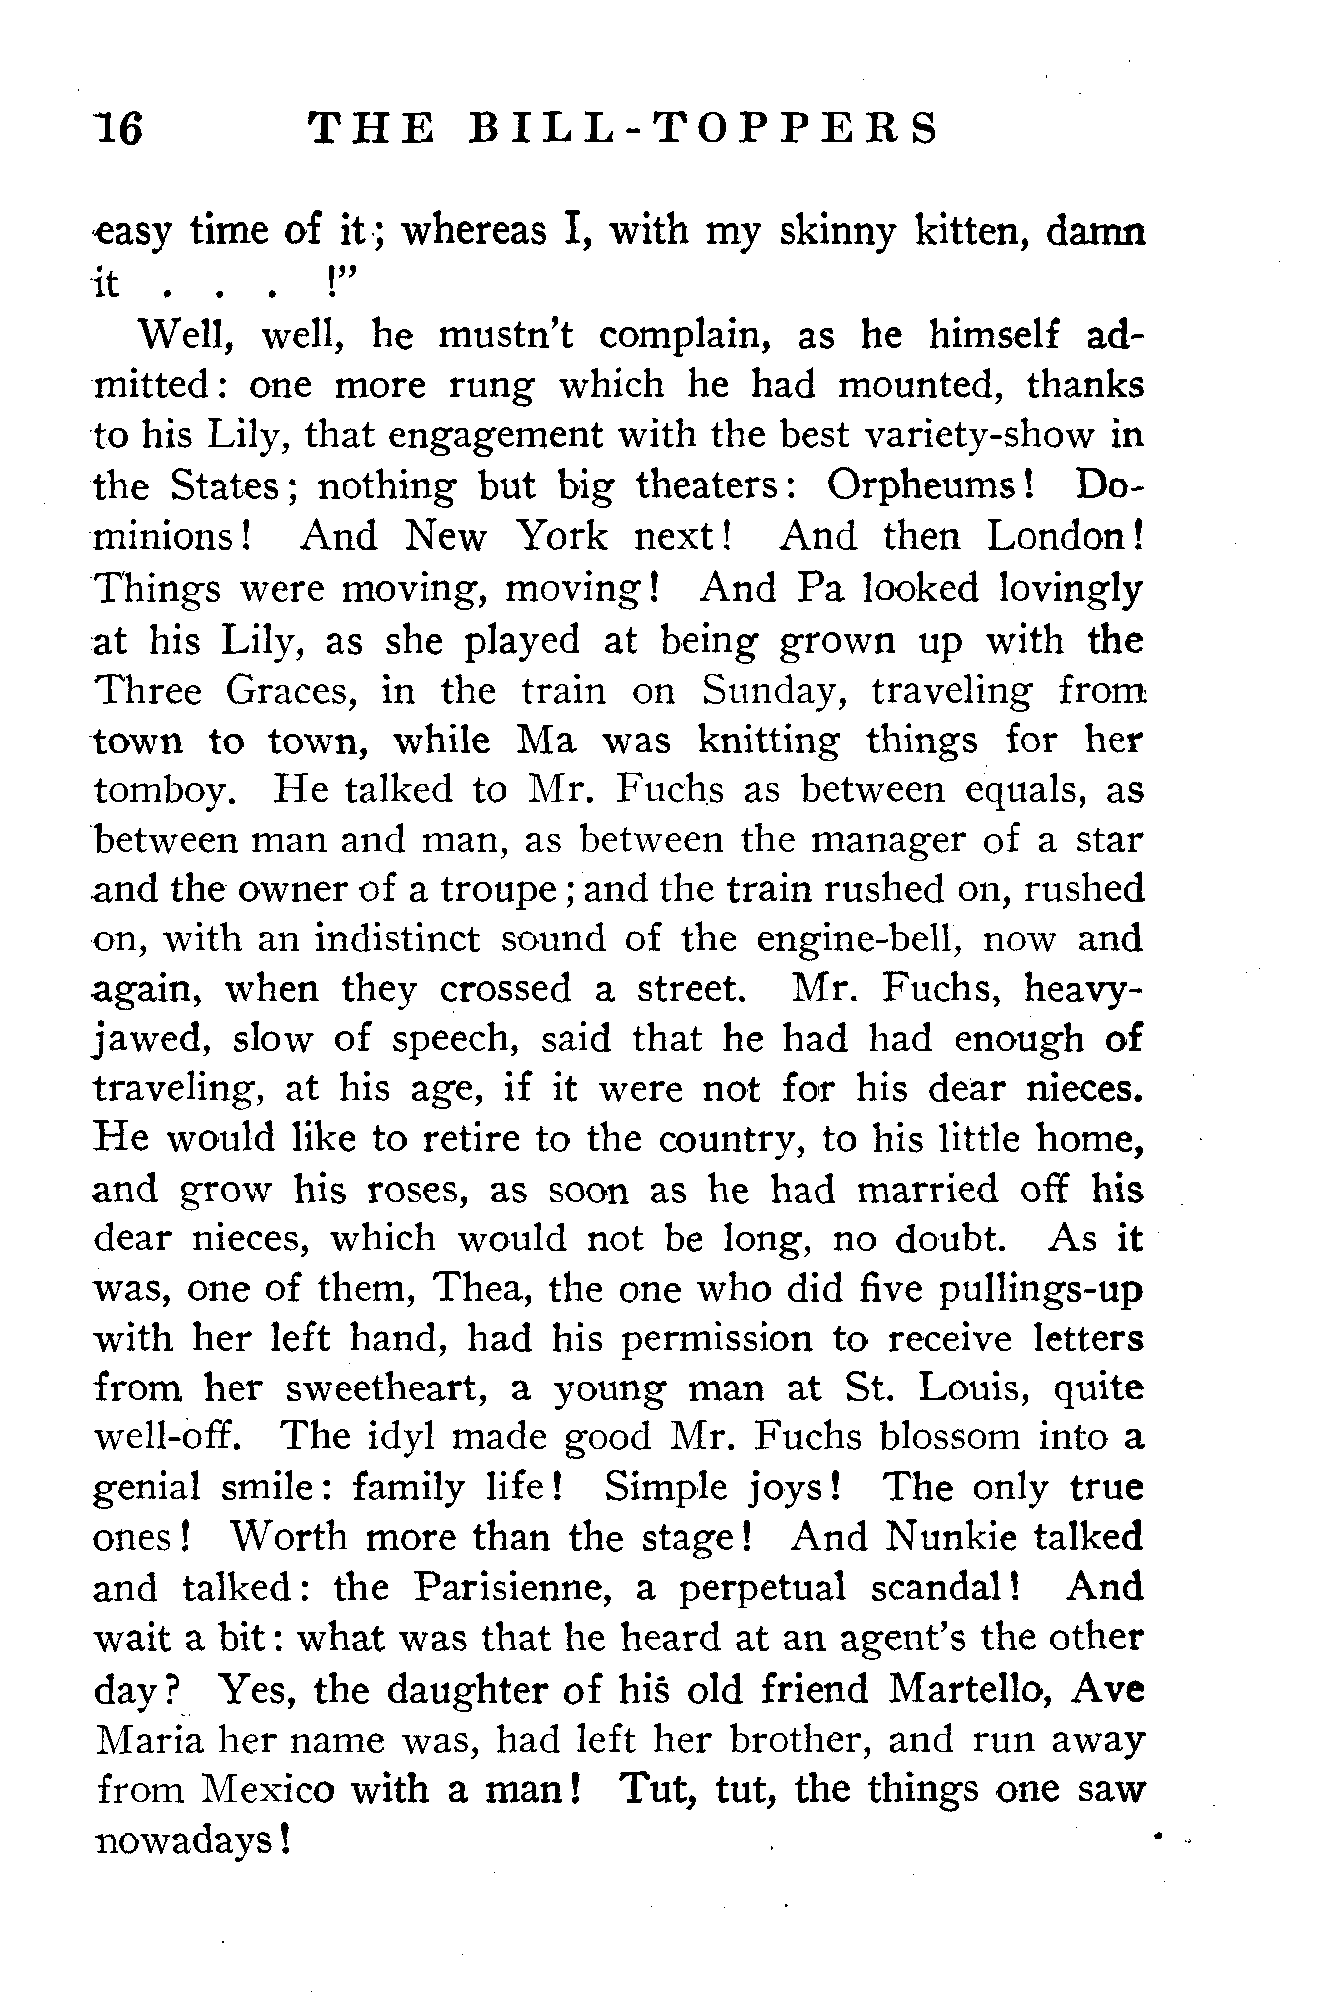 16 THE BILL-TOPPERS
easy time of it; whereas I, with my skinny kitten, damn
it . . . !"
Well, well, he mustn't complain, as he himself ad-
mitted: one more rung which he had mounted, thanks
to his Lily, that engagement with the best variety-show in
the States; nothing but big theaters: Orpheums! Do-
minions! And New York next! And then London!
Things were moving, moving! And Pa looked lovingly
at his Lily, as she played at being grown up with the
Three Graces, in the train on Sunday, traveling from
town to town, while Ma was knitting things for her
tomboy. He talked to Mr. Fuchs as between equals, as
between man and man, as between the manager of a star
and the owner of a troupe; and the train rushed on, rushed
on, with an indistinct sound of the engine-bell, now and
again, when they crossed a street. Mr. Fuchs, heavy-
jawed, slow of speech, said that he had had enough of
traveling, at his age, if it were not for his dear nieces.
He would like to retire to the country, to his little home,
and grow his roses, as soon as he had married off his
dear nieces, which would not be long, no doubt. As it
was, one of them, Thea, the one who did five pullings-up
with her left hand, had his permission to receive letters
from her sweetheart, a young man at St. Louis, quite
well-off. The idyl made good Mr. Fuchs blossom into a
genial smile: family life! Simple joys! The only true
ones! Worth more than the stage! And Nunkie talked
and talked: the Parisienne, a perpetual scandal! And
wait a bit: what was that he heard at an agent's the other
day? Yes, the daughter of his old friend Martello, Ave
Maria her name was, had left her brother, and run away
from Mexico with a man! Tut, tut, the things one saw
nowadays!